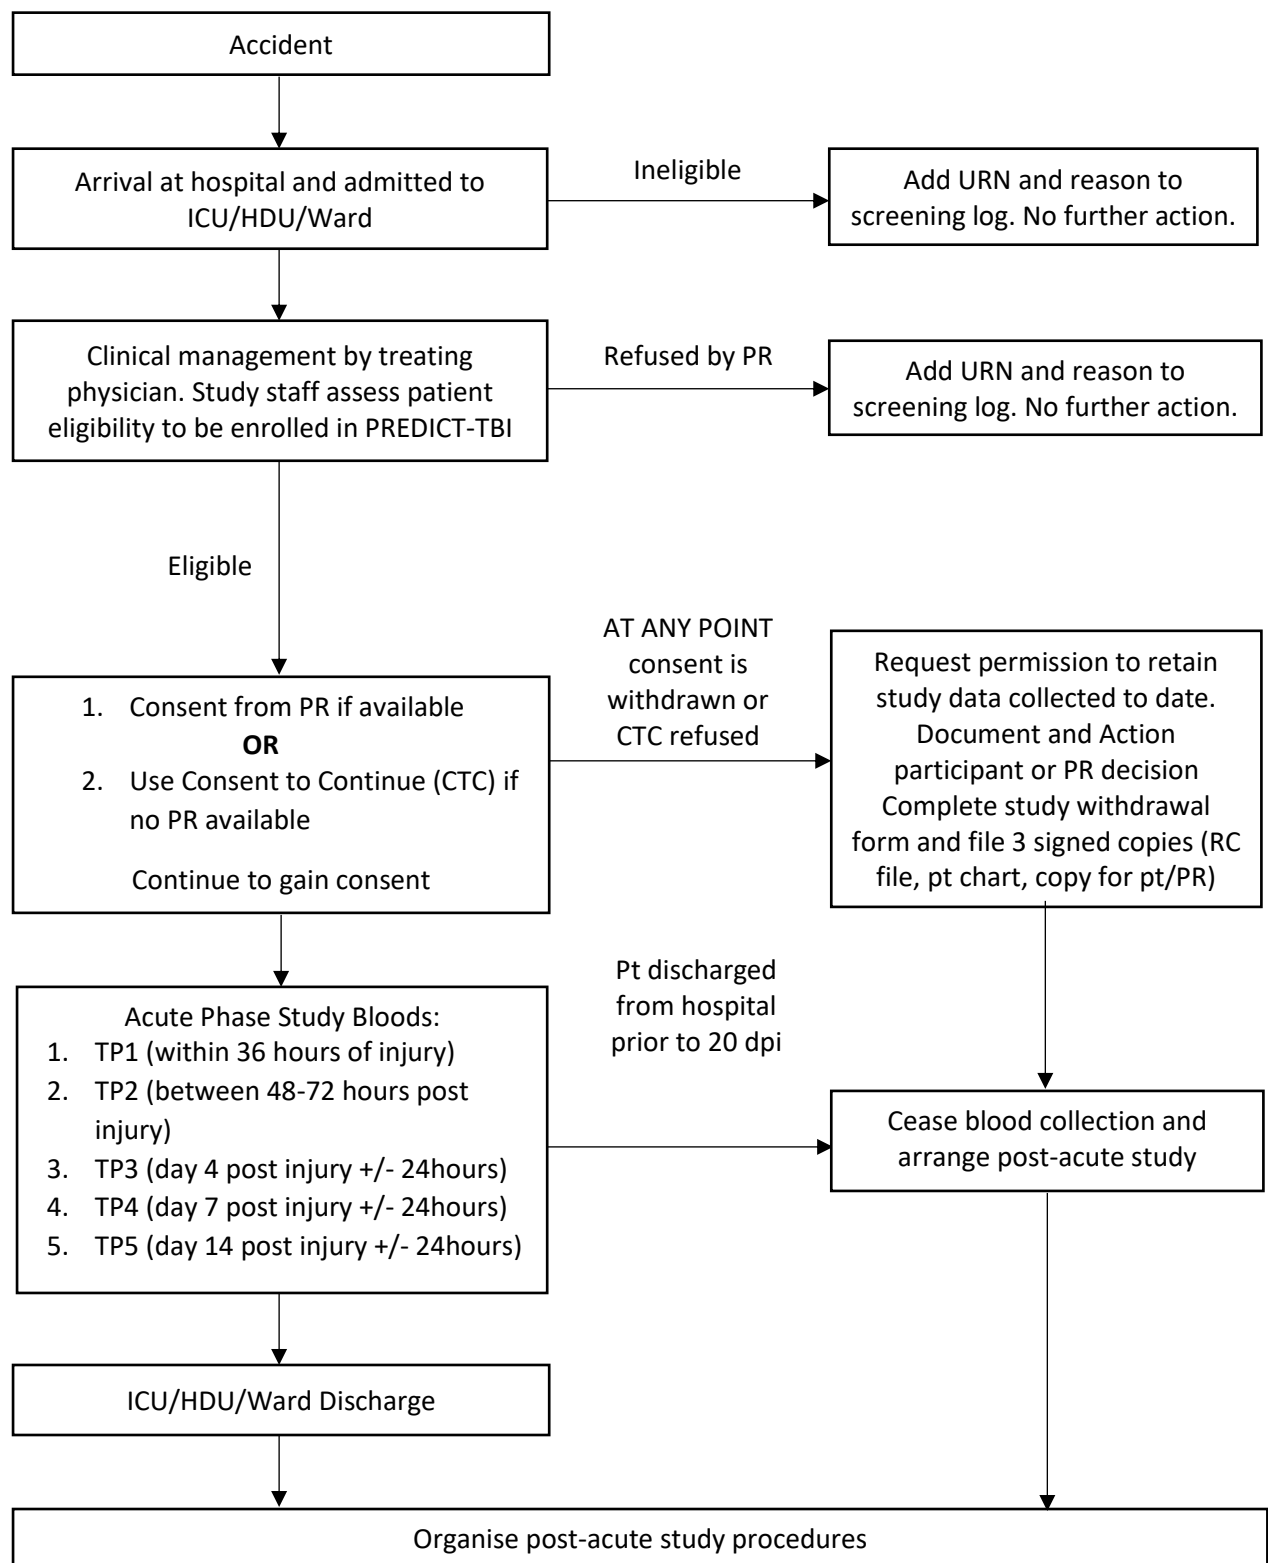 Accident
Arrival at hospital and admitted to
ICU/HDU/Ward
Ineligible
Add URN and reason to
screening log. No further action.
Clinical management by treating
physician. Study staff assess patient
eligibility to be enrolled in PREDICT-TBI
Refused by PR
Add URN and reason to
screening log. No further action.
Eligible
1. Consent from PR if available
OR
2. Use Consent to Continue (CTC) if
no PR available
Continue to gain consent
AT ANY POINT
consent is
withdrawn or
CTC refused
Request permission to retain
study data collected to date.
Document and Action
participant or PR decision
Complete study withdrawal
form and file 3 signed copies (RC
file, pt chart, copy for pt/PR)
Acute Phase Study Bloods:
1. TP1 (within 36 hours of injury)
2. TP2 (between 48-72 hours post
injury)
3. TP3 (day 4 post injury +/- 24hours)
4. TP4 (day 7 post injury +/- 24hours)
5. TP5 (day 14 post injury +/- 24hours)
Pt discharged
from hospital
prior to 20 dpi
Cease blood collection and
arrange post-acute study
ICU/HDU/Ward Discharge
Organise post-acute study procedures